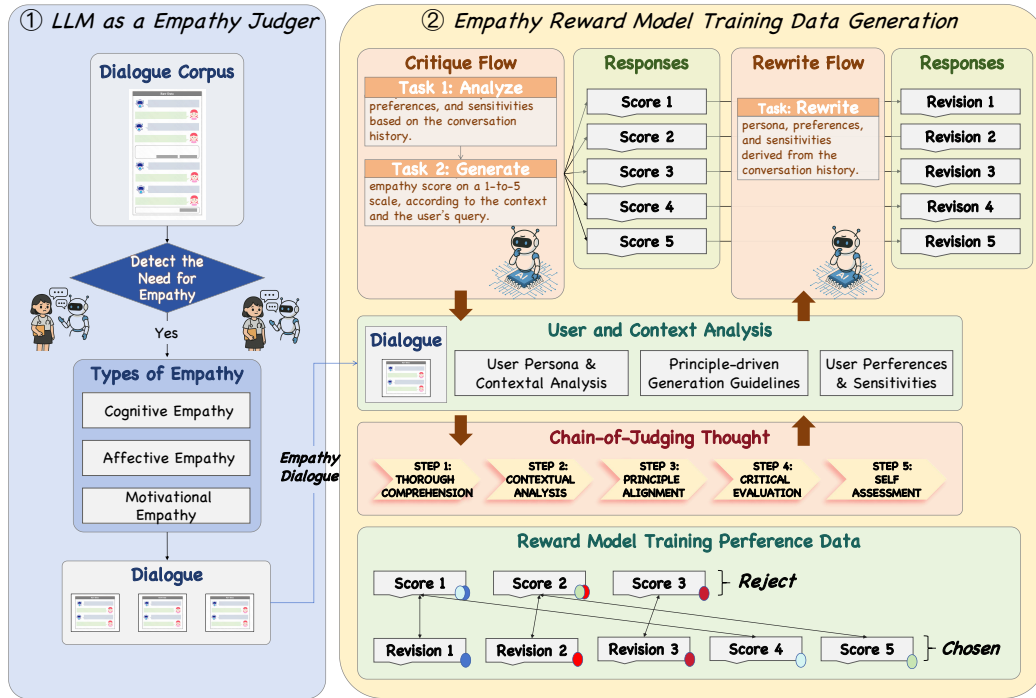 ① LLM as a Empathy Judger
Dialogue Corpus
Detect the
Need for
Empathy
Yes
Types of Empathy
Cognitive Empathy
Affective Empathy
Motivational
Empathy
Dialogue
Empathy
Dialogue
② Empathy Reward Model Training Data Generation
Critique Flow
Task 1: Analyze
preferences, and sensitivities
based on the conversation
history.
Task 2: Generate
empathy score on a 1-to-5
scale, according to the context
and the user's query.
AI
Responses
Score 1
Score 2
Score 3
Score 4
Score 5
Rewrite Flow
Task: Rewrite
persona, preferences,
and sensitivities
derived from the
conversation history.
AI
Responses
Revision 1
Revision 2
Revision 3
Revison 4
Revision 5
User and Context Analysis
Dialogue
User Persona &
Contextal Analysis
Principle-driven
Generation Guidelines
User Perferences
& Sensitivities
Chain-of-Judging Thought
STEP 1:
THOROUGH
COMPREHENSION
STEP 2:
CONTEXTUAL
ANALYSIS
STEP 3:
PRINCIPLE
ALIGNMENT
STEP 4:
CRITICAL
EVALUATION
STEP 5:
SELF
ASSESSMENT
Reward Model Training Perference Data
Score 1
Score 2
Score 3
Reject
Revision 1
Revision 2
Revision 3
Score 4
Score 5
Chosen